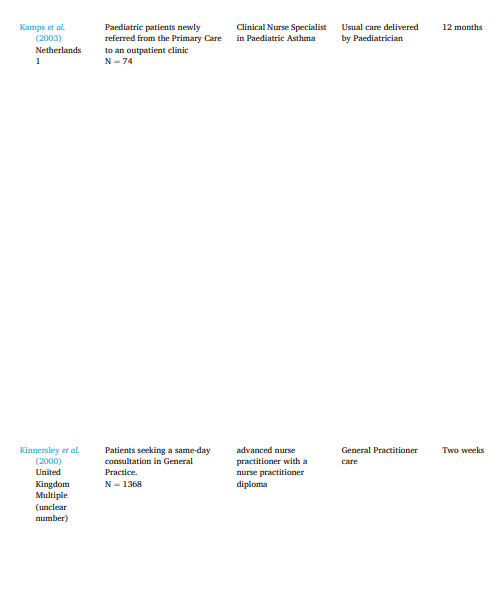 Kamps et al.
(2003)
Netherlands
1
Paediatric patients newly
referred from the Primary Care
to an outpatient clinic
N = 74
Clinical Nurse Specialist
in Paediatric Asthma
Usual care delivered
by Paediatrician
12 months
Kinnersley et al.
(2000)
United
Kingdom
Multiple
(unclear
number)
Patients seeking a same-day
consultation in General
Practice.
N = 1368
advanced nurse
practitioner with a
nurse practitioner
diploma
General Practitioner
care
Two weeks